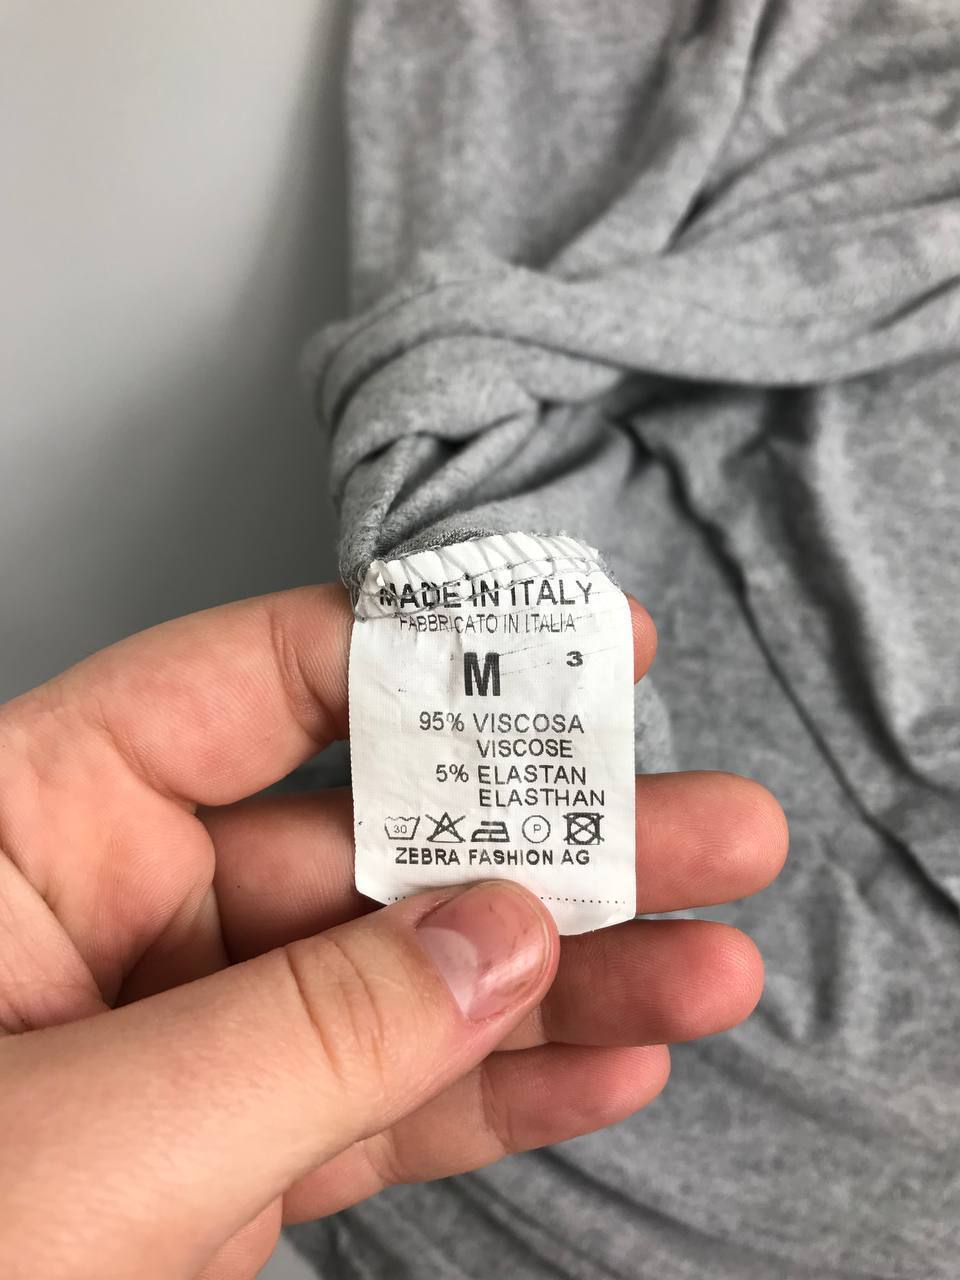 MADE IN ITALY
FABBRICATO IN ITALIA
M 3
95% VISCOSA
VISCOSE
5% ELASTAN
ELASTHAN
30 P
ZEBRA FASHION AG